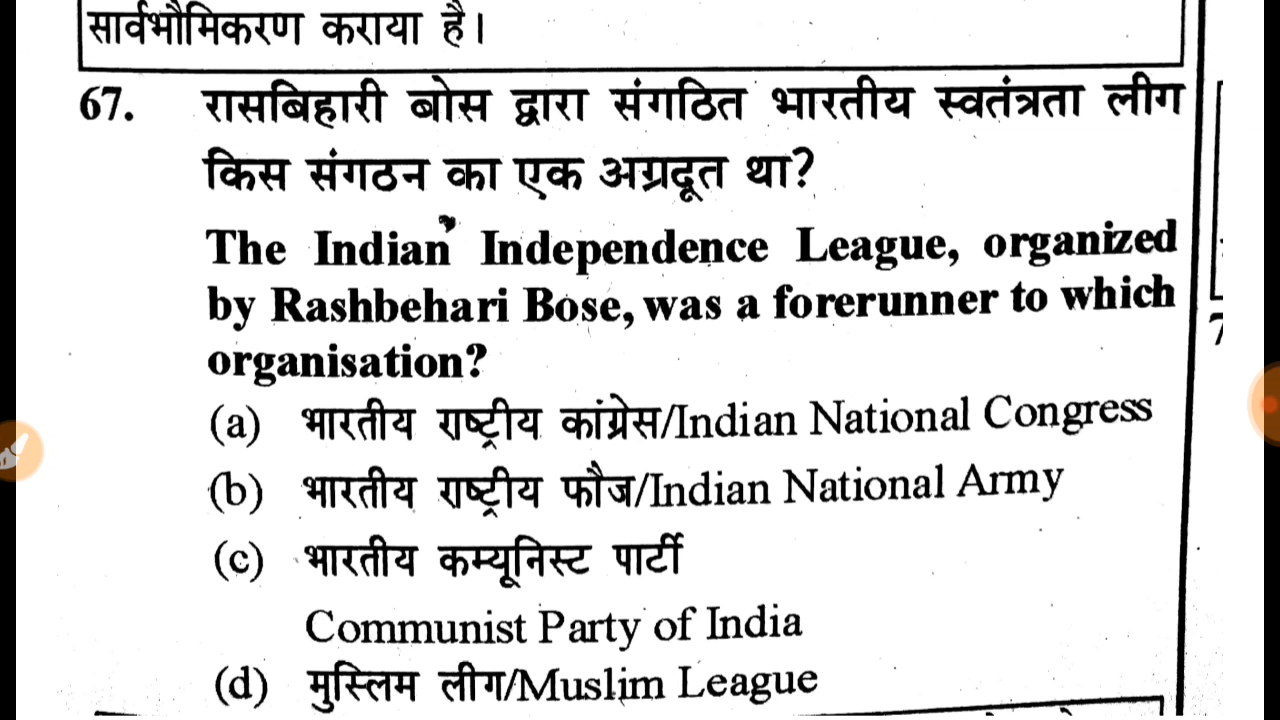 सार्वभौमिकरण कराया है।
67. रासबिहारी बोस द्वारा संगठित भारतीय स्वतंत्रता लीग
किस संगठन का एक अग्रदूत था?
The Indian Independence League, organized
by Rashbehari Bose, was a forerunner to which
organisation?
(a) भारतीय राष्ट्रीय कांग्रेस/Indian National Congress
(b) भारतीय राष्ट्रीय फौज/Indian National Army
(c) भारतीय कम्यूनिस्ट पार्टी
Communist Party of India
(d) मुस्लिम लीग/Muslim League